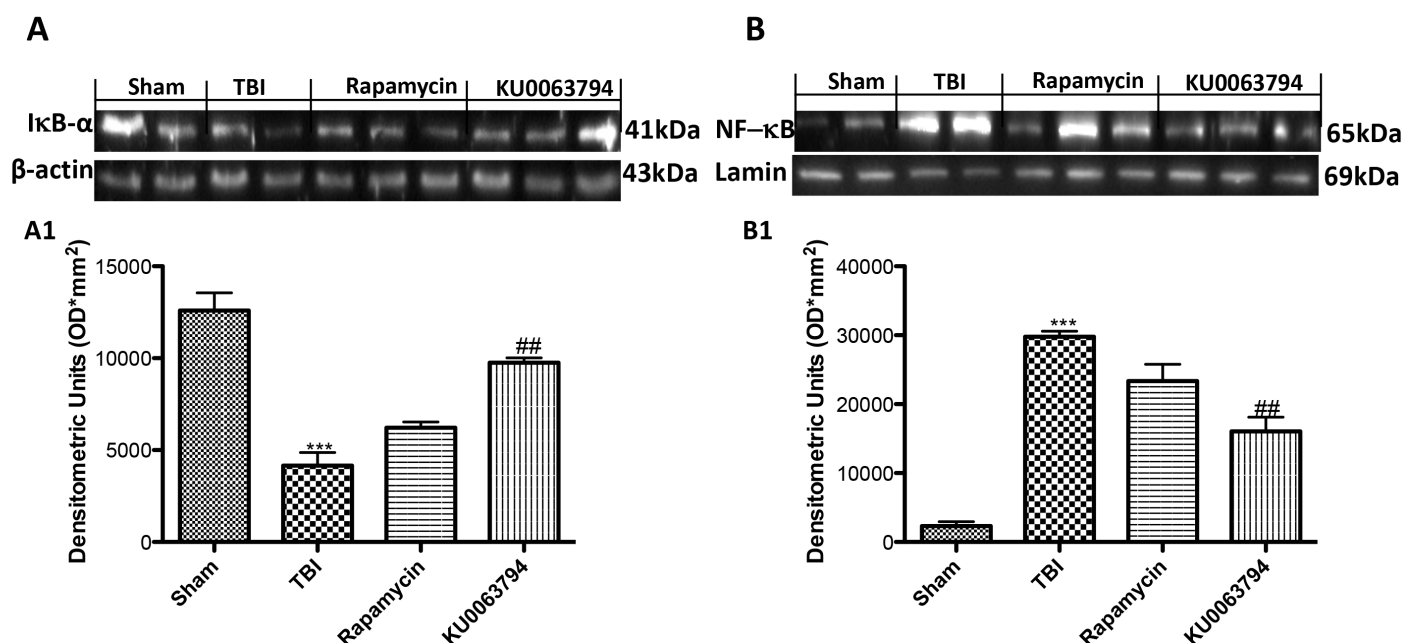 A
Sham TBI Rapamycin KU0063794
IκB-α 41kDa
β-actin 43kDa
A1
Densitometric Units (OD*mm²)
15000
10000
5000
0
***
##
Sham
TBI
Rapamycin
KU0063794
B
Sham TBI Rapamycin KU0063794
NF–κB 65kDa
Lamin 69kDa
B1
Densitometric Units (OD*mm²)
40000
30000
20000
10000
0
***
##
Sham
TBI
Rapamycin
KU0063794